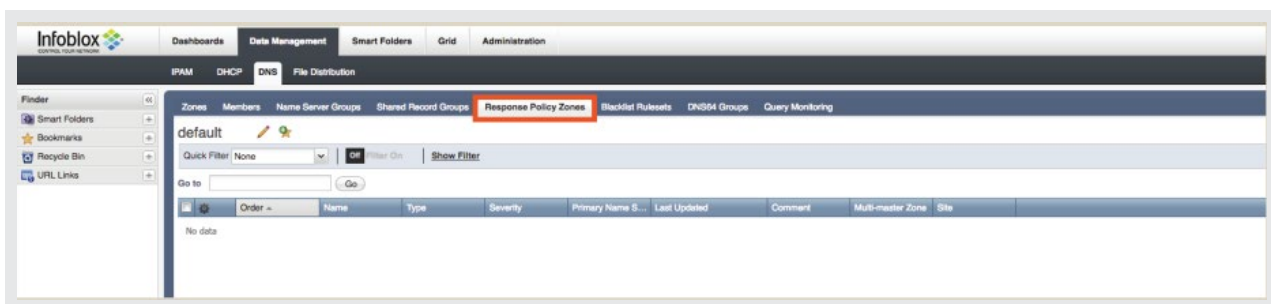 Infoblox
CONTROL YOUR NETWORK
Dashboards Data Management Smart Folders Grid Administration
IPAM DHCP DNS File Distribution
Finder
Smart Folders
Bookmarks
Recycle Bin
URL Links
Zones Members Name Server Groups Shared Record Groups Response Policy Zones Blacklist Rulesets DNS64 Groups Query Monitoring
default
Quick Filter None Off Filter On Show Filter
Go to Go
Order Name Type Severity Primary Name S... Last Updated Comment Multi-master Zone Site
No data